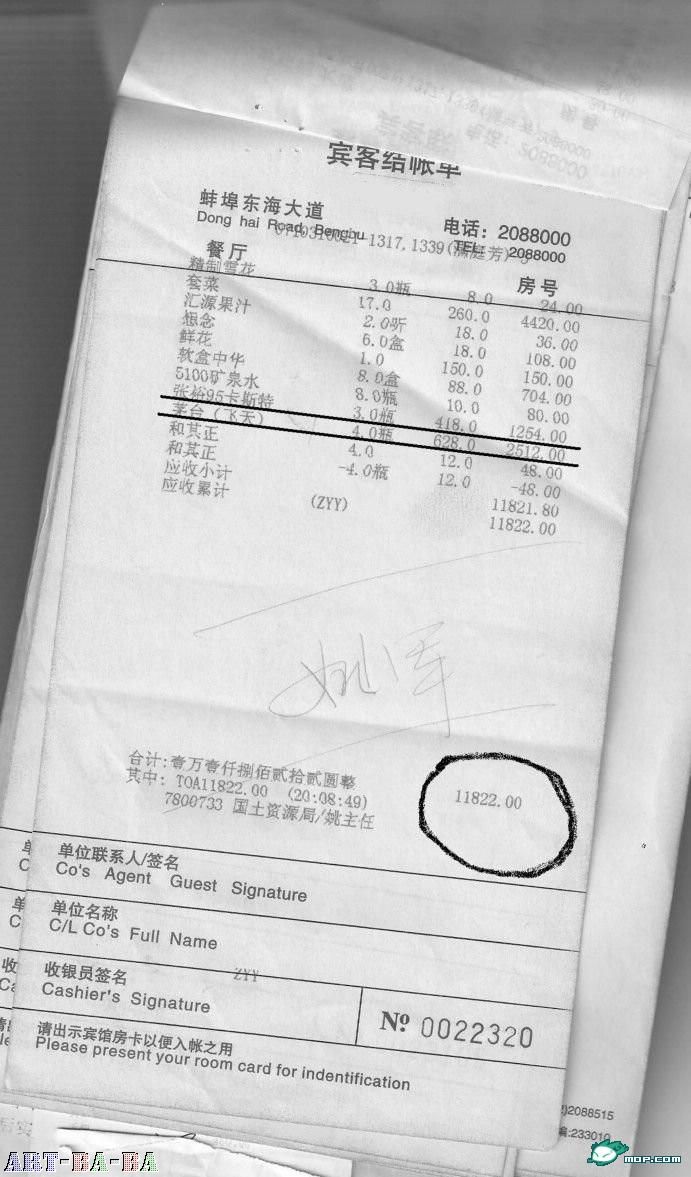 宾客结帐单
蚌埠东海大道 电话：2088000
Dong hai Road, Bengbu TEL: 2088000
-1317,1339(满庭芳)
餐厅 房号
精制雪花 3.0瓶 8.0 24.00
套菜 17.0 260.0 4420.00
汇源果汁 2.0听 18.0 36.00
想念 6.0盒 18.0 108.00
鲜花 1.0 150.0 150.00
软盒中华 8.0盒 88.0 704.00
5100矿泉水 8.0瓶 10.0 80.00
张裕95卡斯特 3.0瓶 418.0 1254.00
茅台（飞天） 4.0瓶 628.0 2512.00
和其正 4.0 12.0 48.00
和其正 -4.0瓶 12.0 -48.00
应收小计 11821.80
应收累计 (ZYY) 11822.00
合计:壹万壹仟捌佰贰拾贰圆整
其中: TOA11822.00 (20:08:49) 11822.00
7800733 国土资源局/姚主任
单位联系人/签名
Co's Agent Guest Signature
单位名称
C/L Co's Full Name
收银员签名 ZYY
Cashier's Signature
№ 0022320
请出示宾馆房卡以便入帐之用
Please present your room card for indentification
)2088515
:233010
ART-BA-BA
MOP.COM